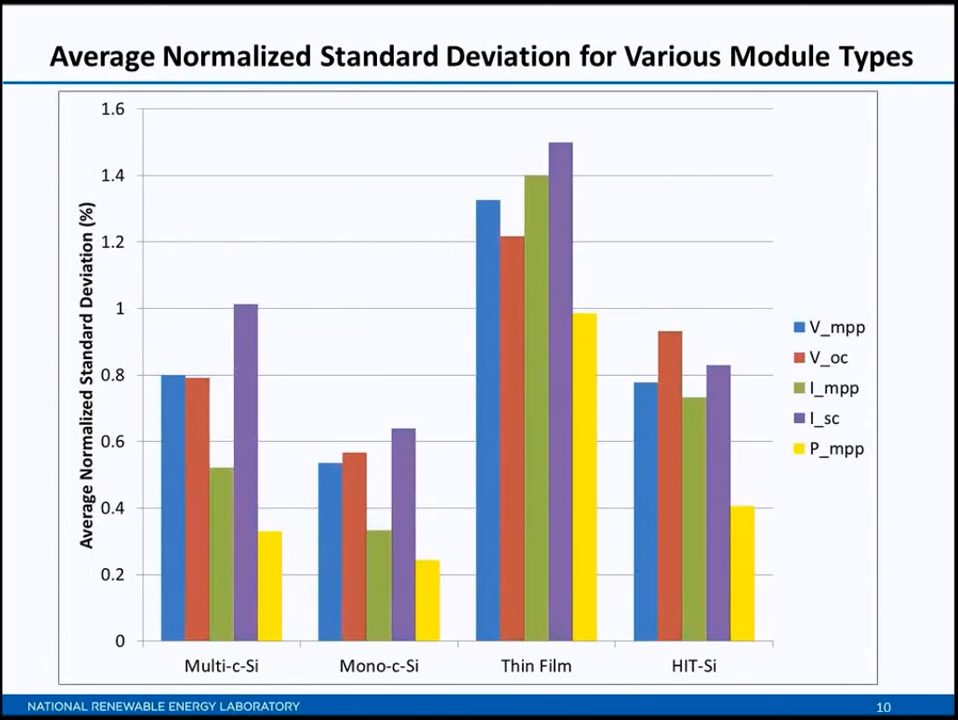 Average Normalized Standard Deviation for Various Module Types
Average Normalized Standard Deviation (%)
1.6
1.4
1.2
1
0.8
0.6
0.4
0.2
0
Multi-c-Si Mono-c-Si Thin Film HIT-Si
V_mpp
V_oc
I_mpp
I_sc
P_mpp
NATIONAL RENEWABLE ENERGY LABORATORY 10